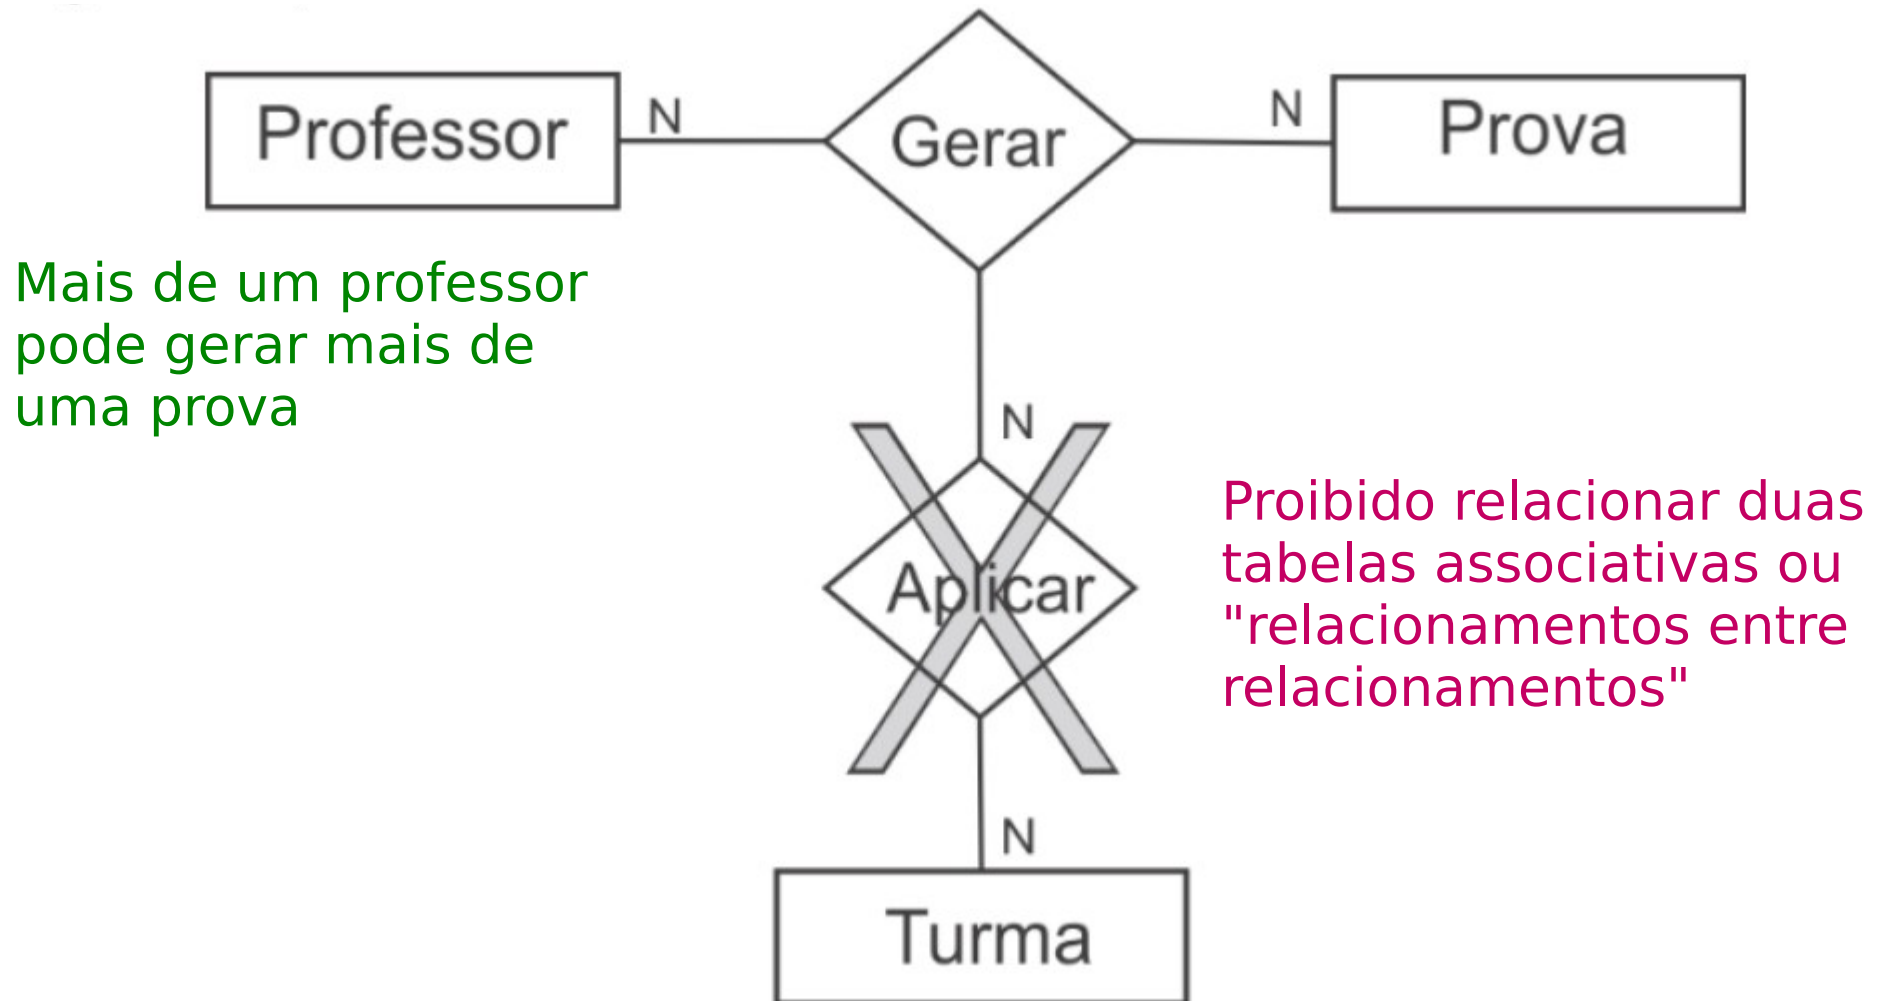 Professor
N
Gerar
N
Prova
Mais de um professor
pode gerar mais de
uma prova
N
Aplicar
Proibido relacionar duas
tabelas associativas ou
"relacionamentos entre
relacionamentos"
N
Turma